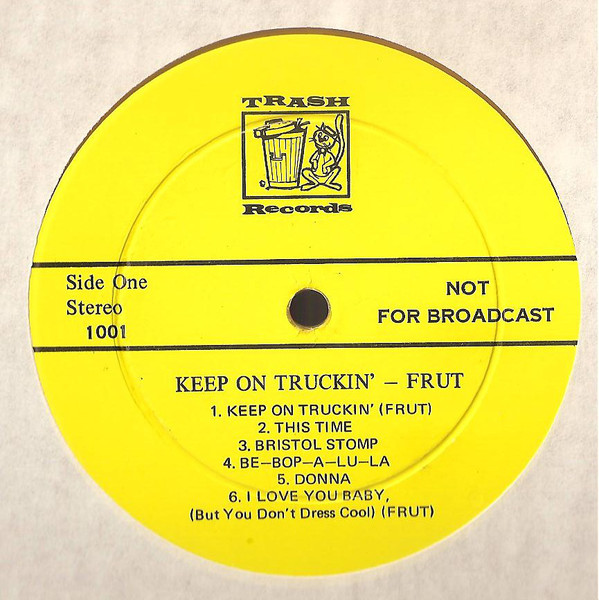 TRASH
Records
Side One
Stereo
1001
NOT
FOR BROADCAST
KEEP ON TRUCKIN' – FRUT
1. KEEP ON TRUCKIN' (FRUT)
2. THIS TIME
3. BRISTOL STOMP
4. BE–BOP–A–LU–LA
5. DONNA
6. I LOVE YOU BABY,
(But You Don't Dress Cool) (FRUT)